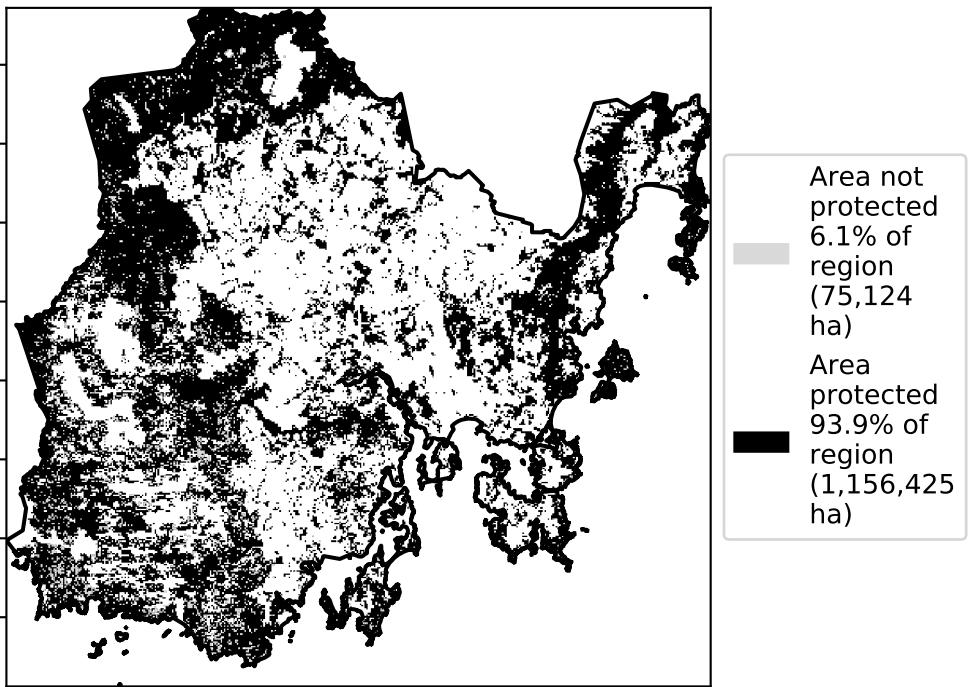 Area not
protected
6.1% of
region
(75,124
ha)
Area
protected
93.9% of
region
(1,156,425
ha)